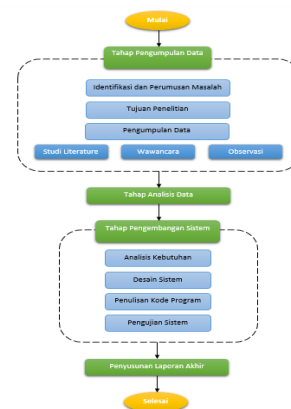 Mulai
Tahap Pengumpulan Data
Identifikasi dan Perumusan Masalah
Tujuan Penelitian
Pengumpulan Data
Studi Literature
Wawancara
Observasi
Tahap Analisis Data
Tahap Pengembangan Sistem
Analisis Kebutuhan
Desain Sistem
Penulisan Kode Program
Pengujian Sistem
Penyusunan Laporan Akhir
Selesai